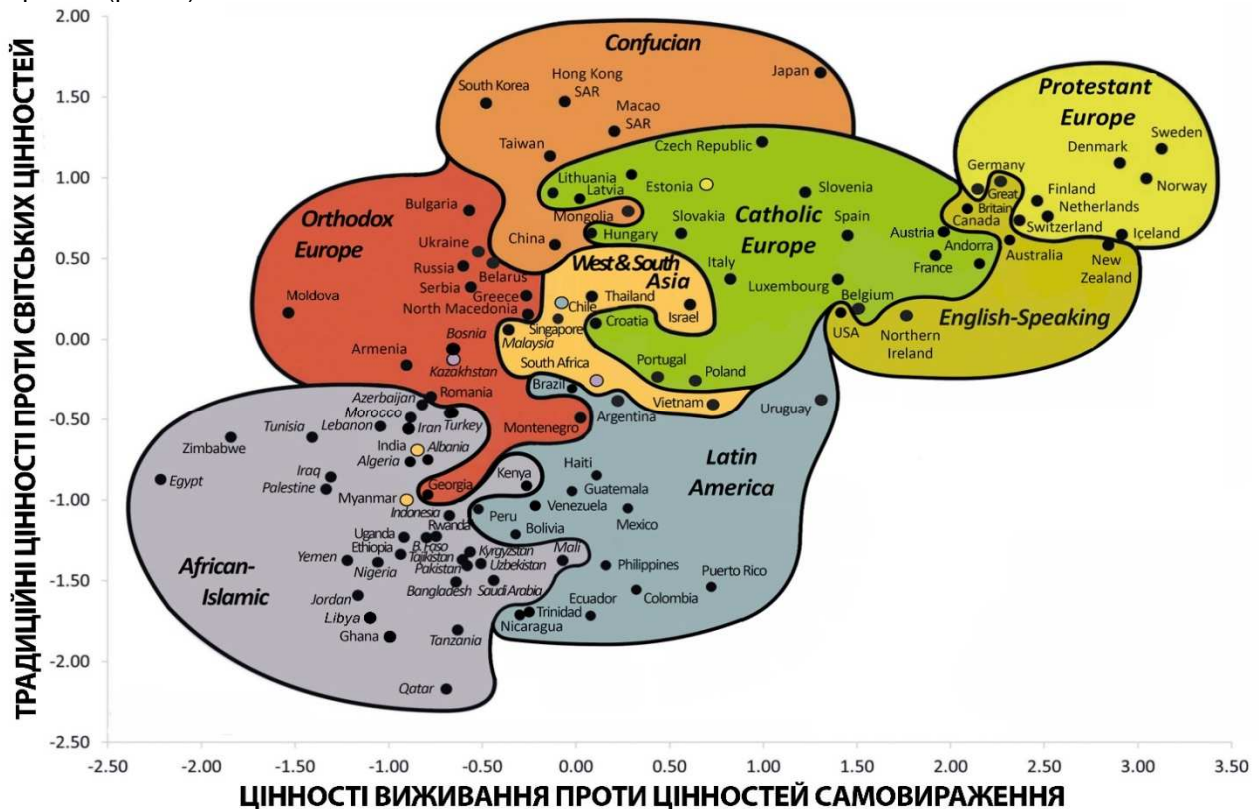 2.00
1.50
1.00
0.50
0.00
-0.50
-1.00
-1.50
-2.00
-2.50
ТРАДИЦІЙНІ ЦІННОСТІ ПРОТИ СВІТСЬКИХ ЦІННОСТЕЙ
Confucian
Japan
South Korea
Hong Kong
SAR
Macao
SAR
Taiwan
Protestant
Europe
Sweden
Denmark
Norway
Germany
Great
Britain
Finland
Netherlands
Canada
Switzerland
Iceland
Czech Republic
Lithuania
Latvia
Estonia
Slovenia
Mongolia
Slovakia
Catholic
Europe
Spain
Austria
Andorra
Australia
New
Zealand
Orthodox
Europe
Bulgaria
Ukraine
Russia
Belarus
Serbia
Greece
North Macedonia
Moldova
China
Hungary
West & South
Asia
Italy
France
Luxembourg
Belgium
English-Speaking
Chile
Thailand
Israel
Singapore
Croatia
USA
Northern
Ireland
Bosnia
Malaysia
Armenia
Kazakhstan
South Africa
Portugal
Poland
Brazil
Azerbaijan
Romania
Morocco
Lebanon
Iran
Turkey
Tunisia
Montenegro
Argentina
Vietnam
Uruguay
Zimbabwe
India
Albania
Algeria
Egypt
Iraq
Palestine
Myanmar
Georgia
Kenya
Haiti
Guatemala
Latin
America
Indonesia
Rwanda
Peru
Venezuela
Mexico
Bolivia
Uganda
B. Faso
Ethiopia
Tajikistan
Kyrgyzstan
Mali
Yemen
Nigeria
Pakistan
Uzbekistan
Philippines
African-
Islamic
Bangladesh
Saudi Arabia
Puerto Rico
Jordan
Ecuador
Colombia
Libya
Trinidad
Nicaragua
Ghana
Tanzania
Qatar
-2.50 -2.00 -1.50 -1.00 -0.50 0.00 0.50 1.00 1.50 2.00 2.50 3.00 3.50
ЦІННОСТІ ВИЖИВАННЯ ПРОТИ ЦІННОСТЕЙ САМОВИРАЖЕННЯ